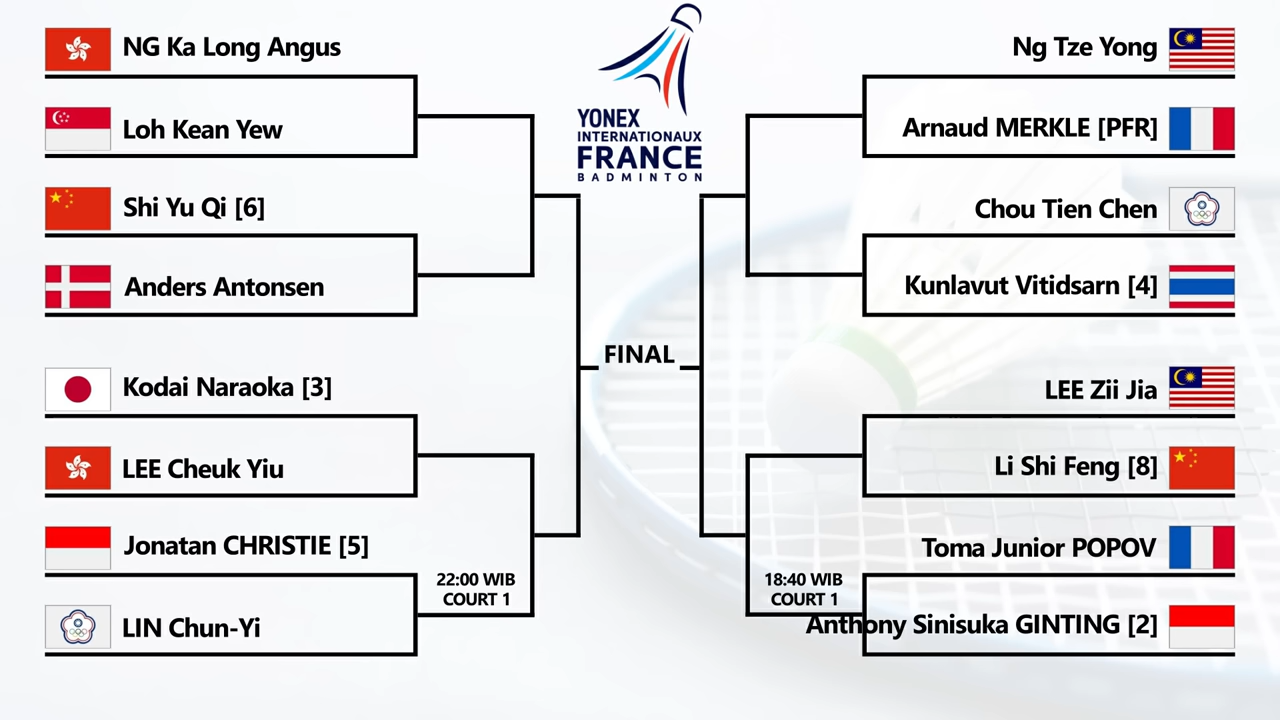 NG Ka Long Angus
Loh Kean Yew
Shi Yu Qi [6]
Anders Antonsen
Kodai Naraoka [3]
LEE Cheuk Yiu
Jonatan CHRISTIE [5]
LIN Chun-Yi
22:00 WIB
COURT 1
YONEX
INTERNATIONAUX
FRANCE
BADMINTON
FINAL
Ng Tze Yong
Arnaud MERKLE [PFR]
Chou Tien Chen
Kunlavut Vitidsarn [4]
LEE Zii Jia
Li Shi Feng [8]
Toma Junior POPOV
18:40 WIB
COURT 1
Anthony Sinisuka GINTING [2]